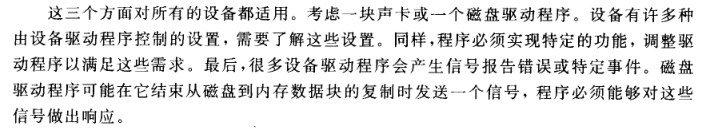 这三个方面对所有的设备都适用。考虑一块声卡或一个磁盘驱动程序。设备有许多种
由设备驱动程序控制的设置，需要了解这些设置。同样，程序必须实现特定的功能，调整驱
动程序以满足这些需求。最后，很多设备驱动程序会产生信号报告错误或特定事件。磁盘
驱动程序可能在它结束从磁盘到内存数据块的复制时发送一个信号，程序必须能够对这些
信号做出响应。